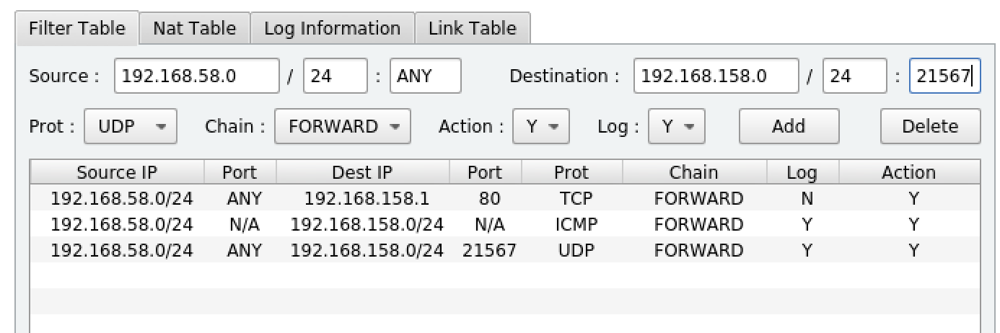 Filter Table Nat Table Log Information Link Table
Source : 192.168.58.0 / 24 : ANY Destination : 192.168.158.0 / 24 : 21567
Prot : UDP Chain : FORWARD Action : Y Log : Y Add Delete
Source IP Port Dest IP Port Prot Chain Log Action
192.168.58.0/24 ANY 192.168.158.1 80 TCP FORWARD N Y
192.168.58.0/24 N/A 192.168.158.0/24 N/A ICMP FORWARD Y Y
192.168.58.0/24 ANY 192.168.158.0/24 21567 UDP FORWARD Y Y